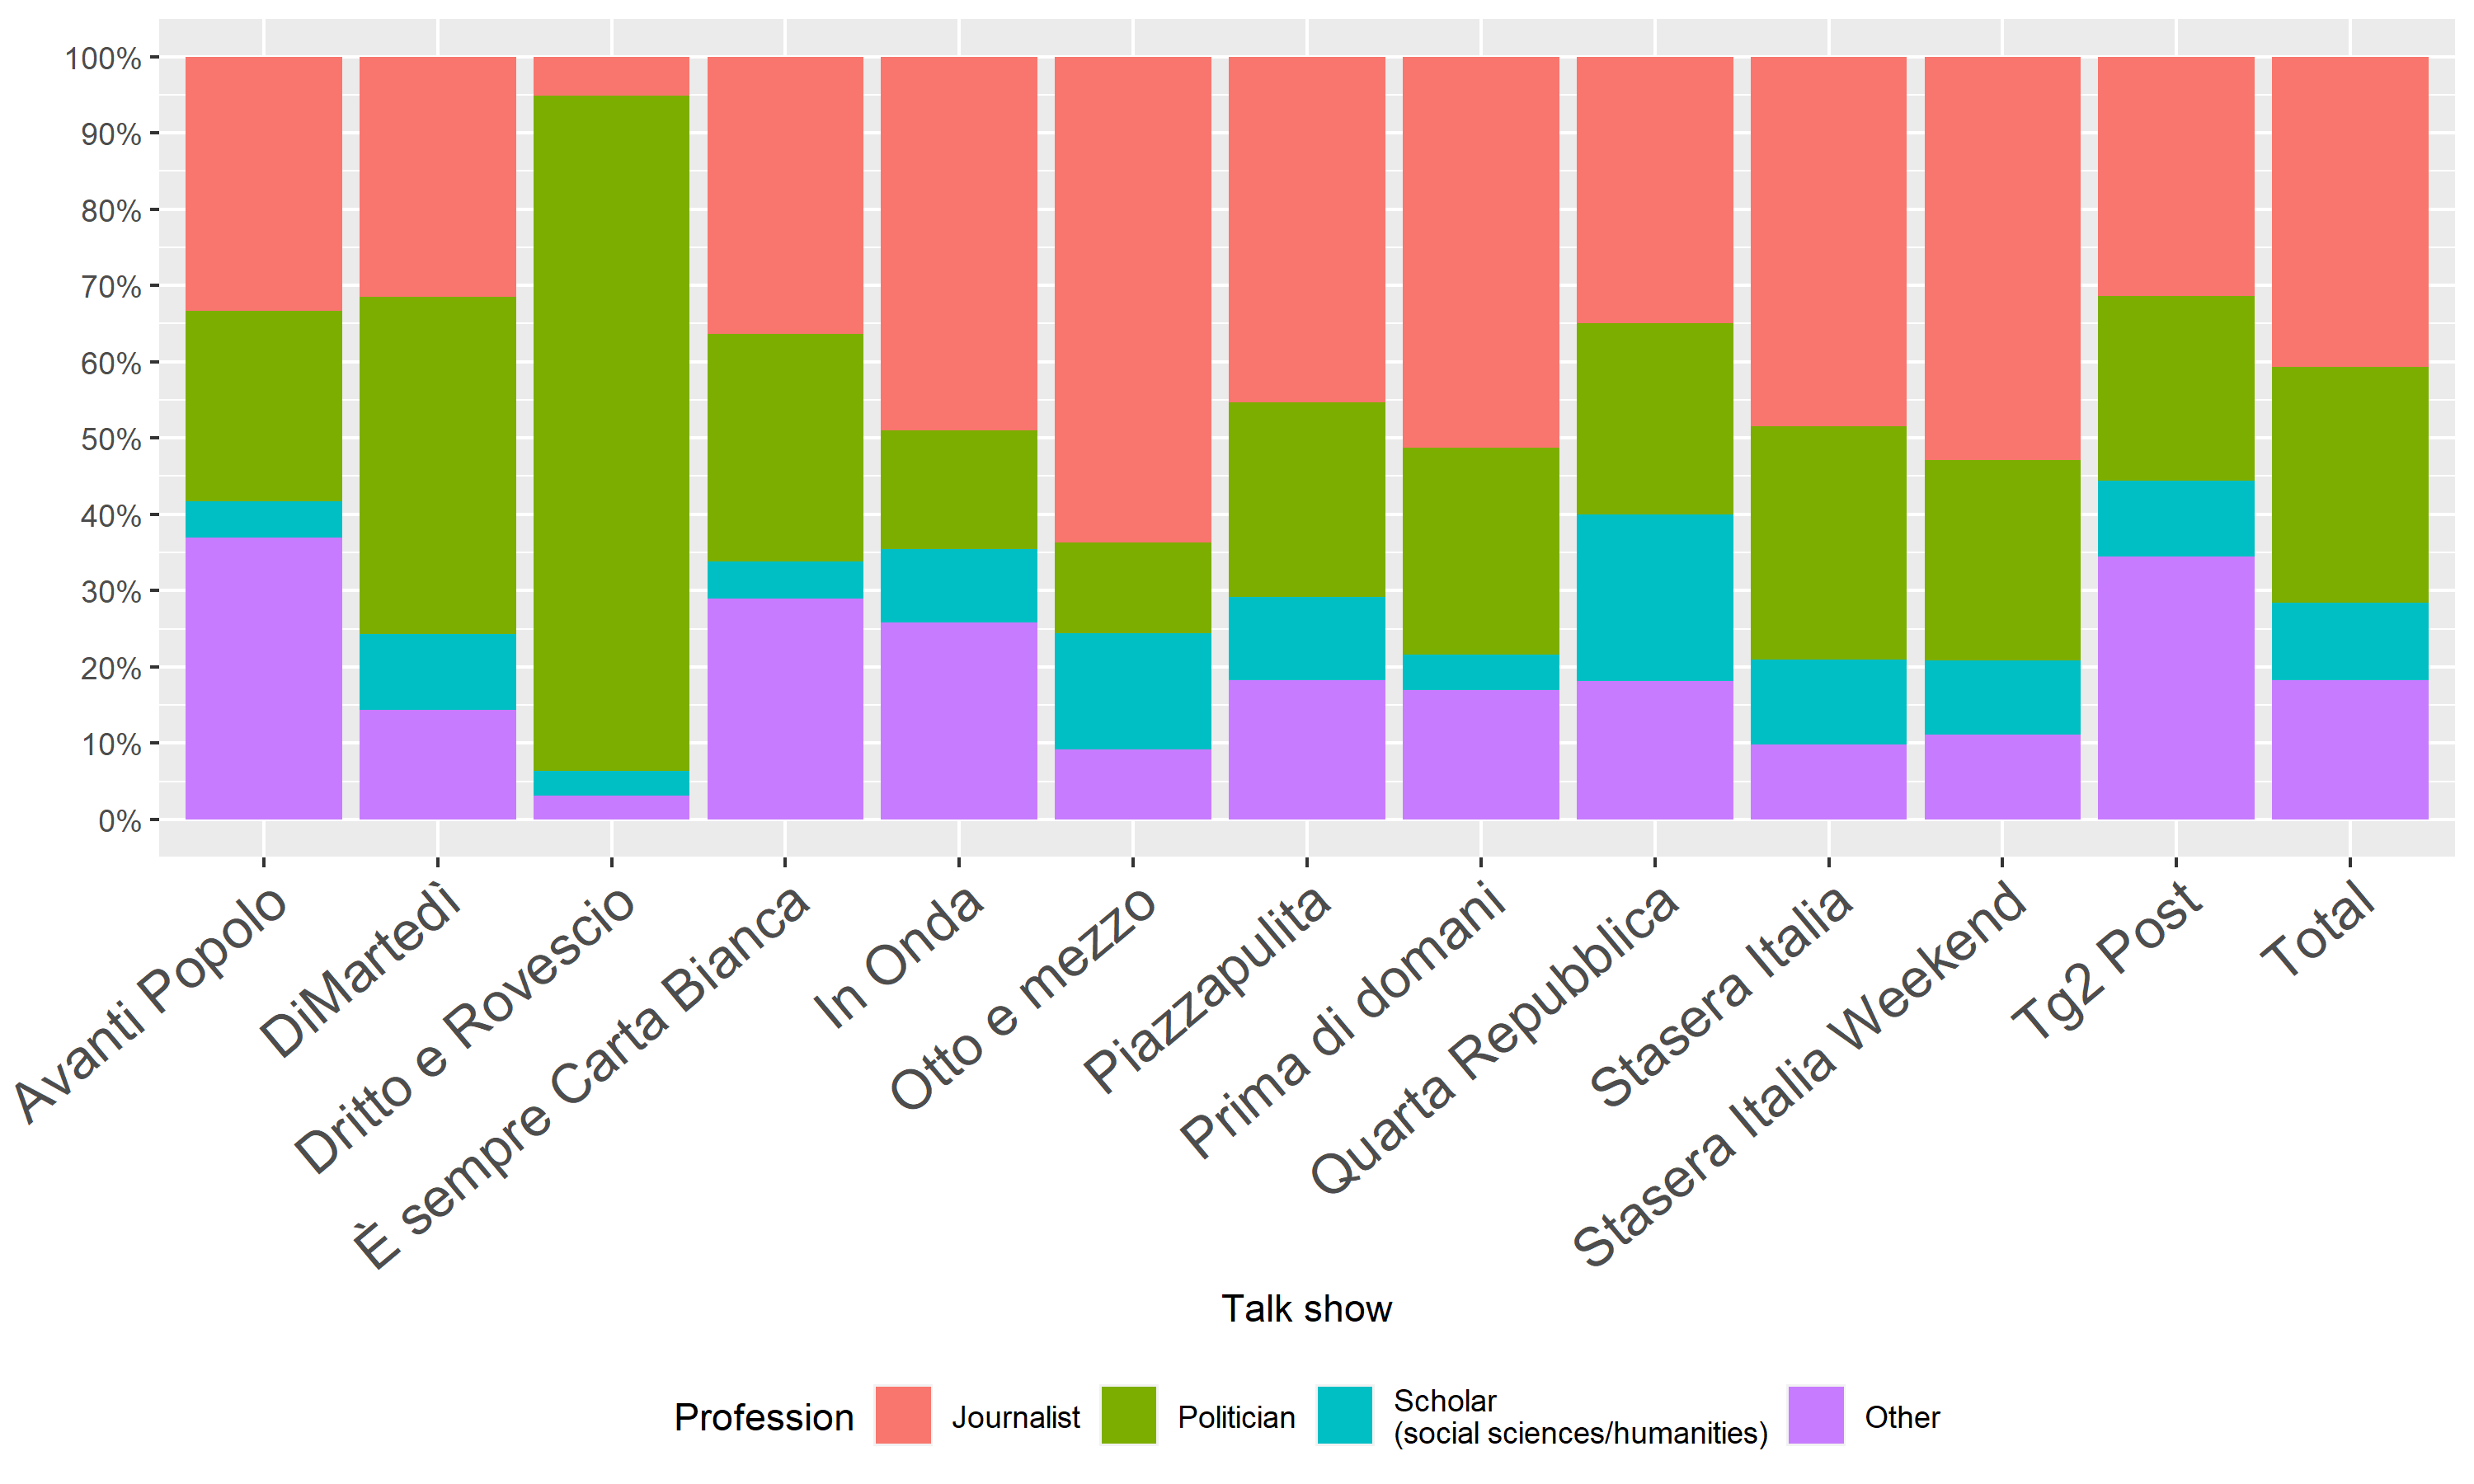 100%
90%
80%
70%
60%
50%
40%
30%
20%
10%
0%
Avanti Popolo
DiMartedì
Dritto e Rovescio
È sempre Carta Bianca
In Onda
Otto e mezzo
Piazzapulita
Prima di domani
Quarta Repubblica
Stasera Italia
Stasera Italia Weekend
Tg2 Post
Total
Talk show
Profession
Journalist
Politician
Scholar
(social sciences/humanities)
Other